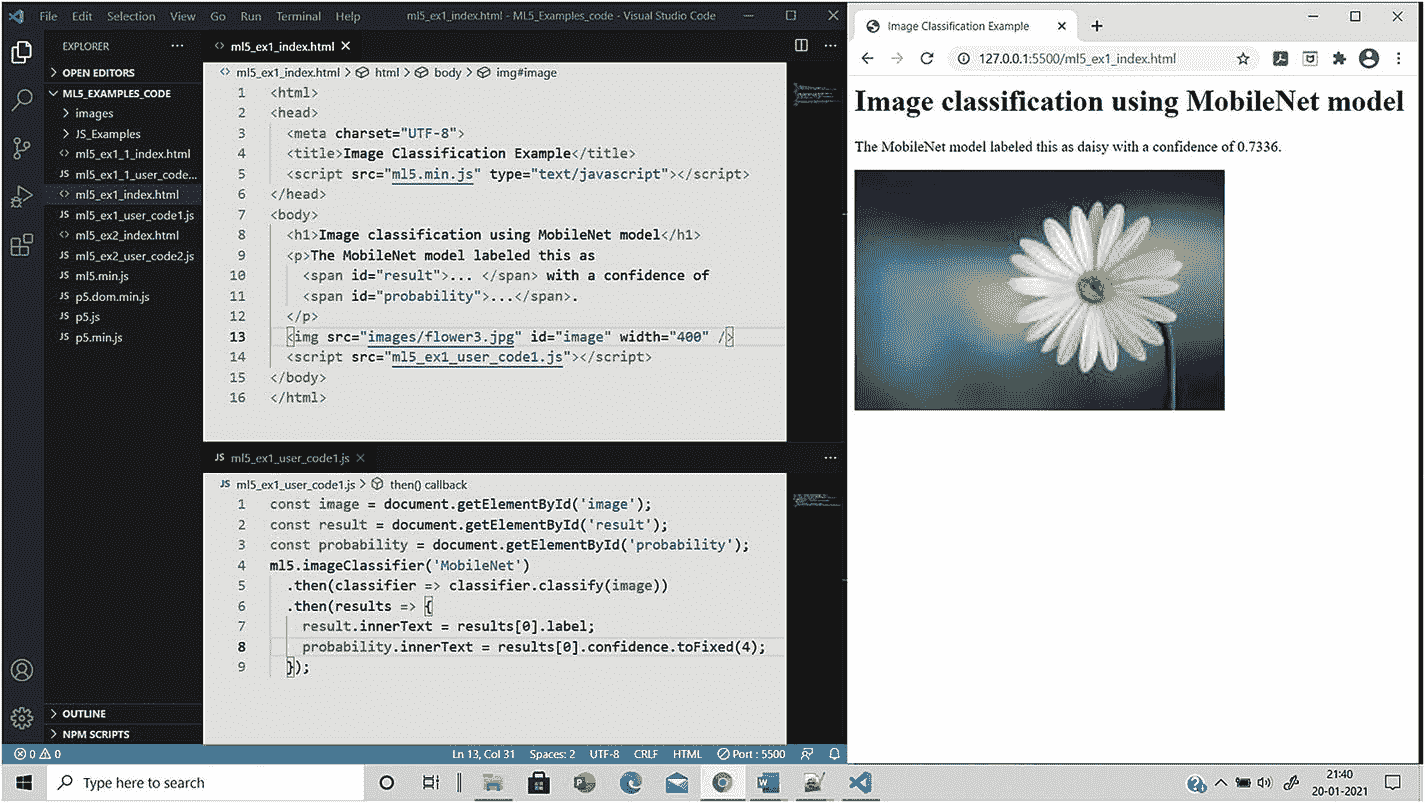 File Edit Selection View Go Run Terminal Help ml5_ex1_index.html - ML5_Examples_code - Visual Studio Code
EXPLORER
OPEN EDITORS
ML5_EXAMPLES_CODE
images
JS_Examples
<> ml5_ex1_1_index.html
JS ml5_ex1_1_user_code...
<> ml5_ex1_index.html
JS ml5_ex1_user_code1.js
<> ml5_ex2_index.html
JS ml5_ex2_user_code2.js
JS ml5.min.js
JS p5.dom.min.js
JS p5.js
JS p5.min.js
OUTLINE
NPM SCRIPTS
<> ml5_ex1_index.html
<> ml5_ex1_index.html > html > body > img#image
1 <html>
2 <head>
3 <meta charset="UTF-8">
4 <title>Image Classification Example</title>
5 <script src="ml5.min.js" type="text/javascript"></script>
6 </head>
7 <body>
8 <h1>Image classification using MobileNet model</h1>
9 <p>The MobileNet model labeled this as
10 <span id="result">... </span> with a confidence of
11 <span id="probability">...</span>.
12 </p>
13 <img src="images/flower3.jpg" id="image" width="400" />
14 <script src="ml5_ex1_user_code1.js"></script>
15 </body>
16 </html>
JS ml5_ex1_user_code1.js
JS ml5_ex1_user_code1.js > then() callback
1 const image = document.getElementById('image');
2 const result = document.getElementById('result');
3 const probability = document.getElementById('probability');
4 ml5.imageClassifier('MobileNet')
5 .then(classifier => classifier.classify(image))
6 .then(results => {
7 result.innerText = results[0].label;
8 probability.innerText = results[0].confidence.toFixed(4);
9 });
0 0 Ln 13, Col 31 Spaces: 2 UTF-8 CRLF HTML Port : 5500
Image Classification Example
127.0.0.1:5500/ml5_ex1_index.html
Image classification using MobileNet model
The MobileNet model labeled this as daisy with a confidence of 0.7336.
Type here to search
21:40
20-01-2021